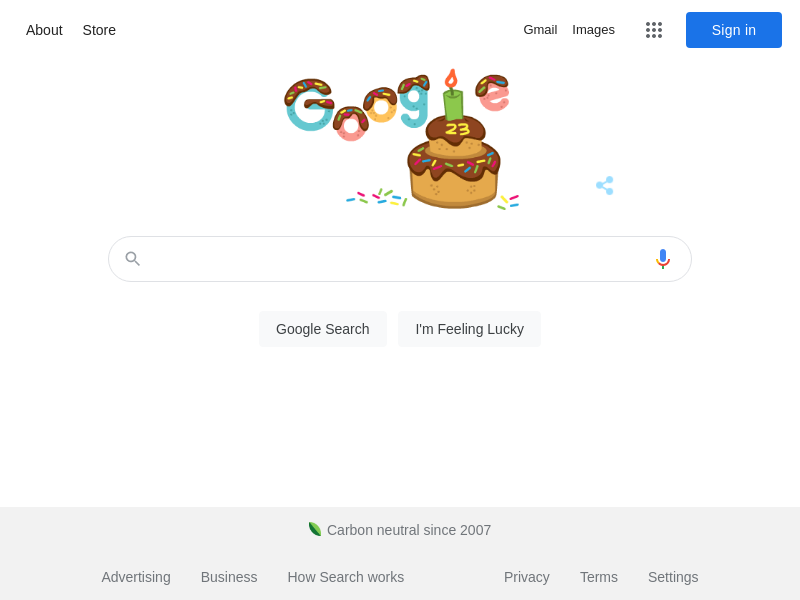 About Store Gmail Images Sign in
Google
23
Google Search I'm Feeling Lucky
Carbon neutral since 2007
Advertising Business How Search works Privacy Terms Settings